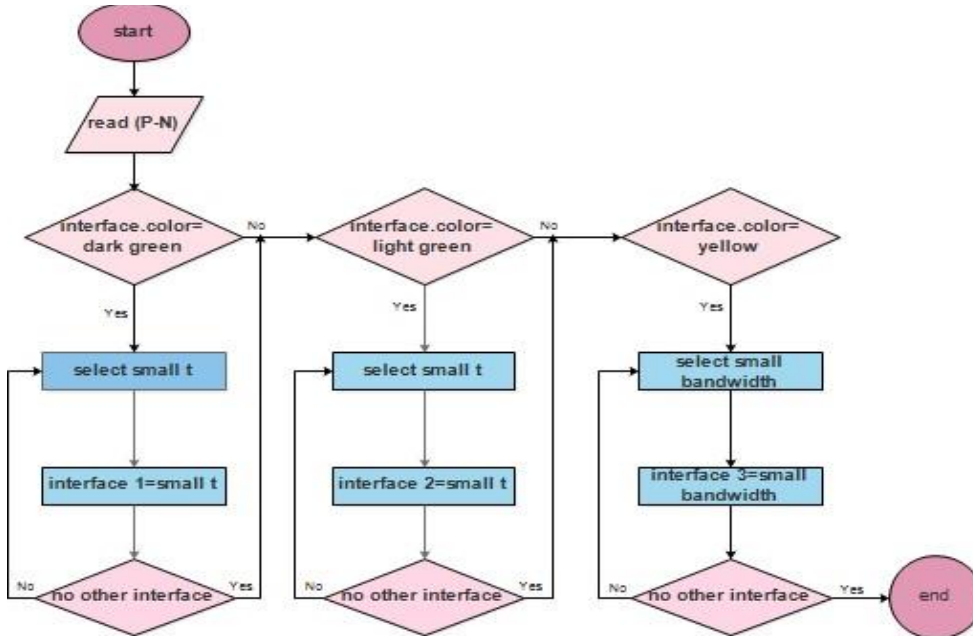 start
read (P-N)
interface.color=
dark green
No
interface.color=
light green
No
interface.color=
yellow
Yes
Yes
Yes
select small t
select small t
select small
bandwidth
interface 1=small t
interface 2=small t
interface 3=small
bandwidth
No
no other interface
Yes
No
no other interface
Yes
No
no other interface
Yes
end